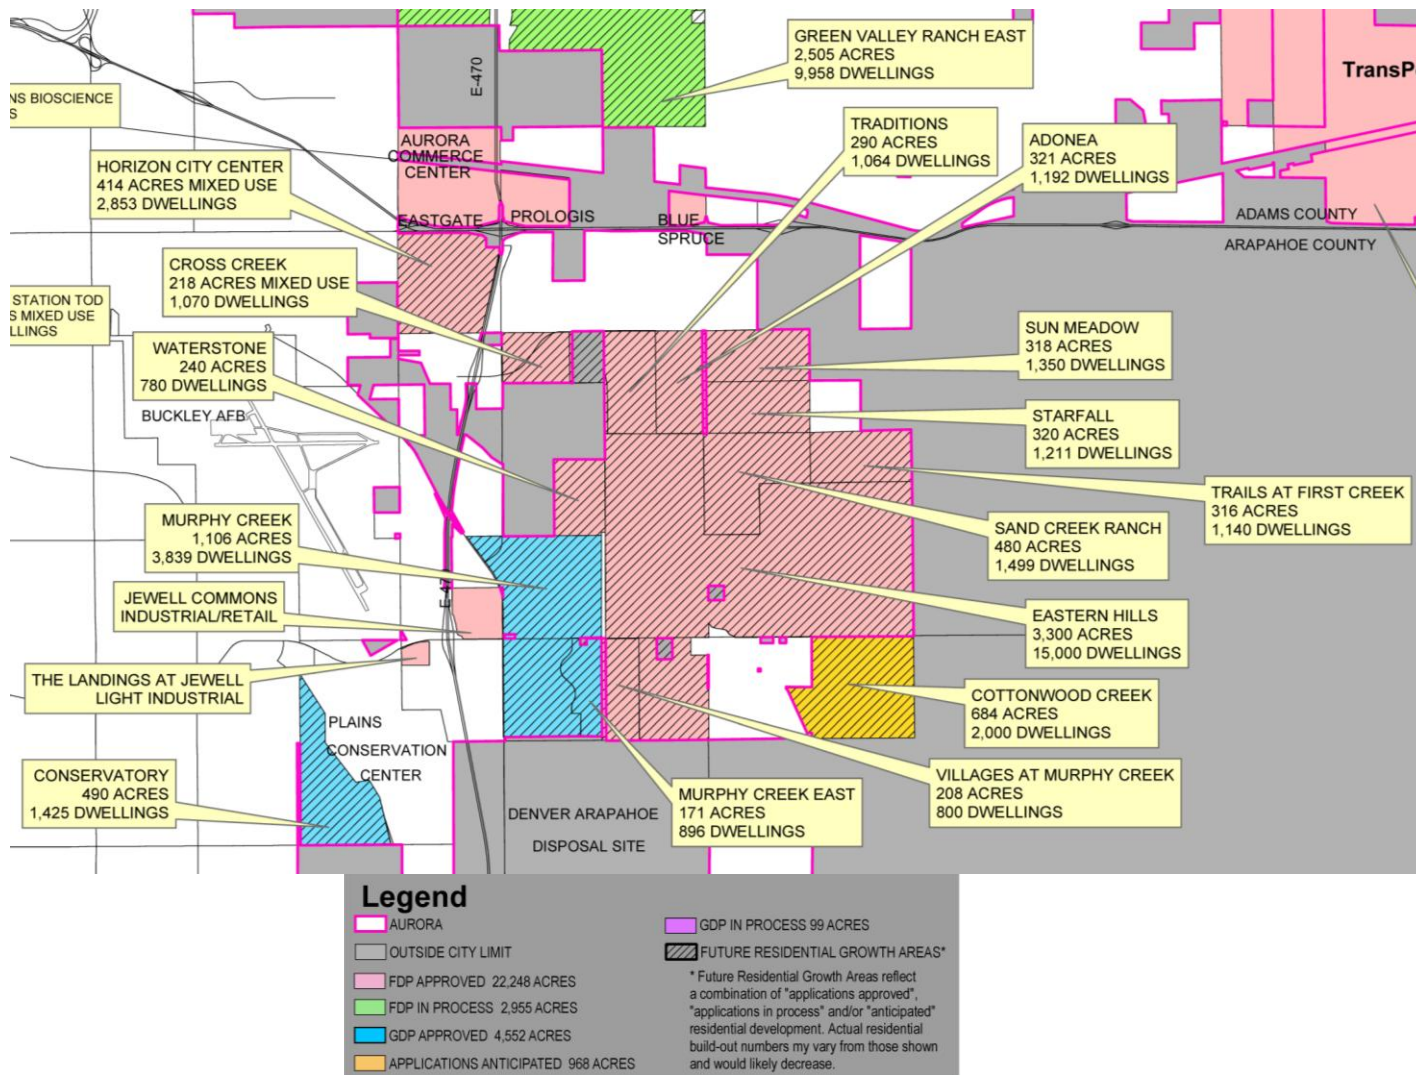 GREEN VALLEY RANCH EAST
2,505 ACRES
9,958 DWELLINGS
E-470
TransP
NS BIOSCIENCE
S
AURORA
COMMERCE
CENTER
TRADITIONS
290 ACRES
1,064 DWELLINGS
ADONEA
321 ACRES
1,192 DWELLINGS
HORIZON CITY CENTER
414 ACRES MIXED USE
2,853 DWELLINGS
EASTGATE
PROLOGIS
BLUE
SPRUCE
ADAMS COUNTY
ARAPAHOE COUNTY
CROSS CREEK
218 ACRES MIXED USE
1,070 DWELLINGS
STATION TOD
S MIXED USE
LLINGS
WATERSTONE
240 ACRES
780 DWELLINGS
SUN MEADOW
318 ACRES
1,350 DWELLINGS
BUCKLEY AFB
STARFALL
320 ACRES
1,211 DWELLINGS
TRAILS AT FIRST CREEK
316 ACRES
1,140 DWELLINGS
MURPHY CREEK
1,106 ACRES
3,839 DWELLINGS
SAND CREEK RANCH
480 ACRES
1,499 DWELLINGS
E-470
JEWELL COMMONS
INDUSTRIAL/RETAIL
EASTERN HILLS
3,300 ACRES
15,000 DWELLINGS
THE LANDINGS AT JEWELL
LIGHT INDUSTRIAL
COTTONWOOD CREEK
684 ACRES
2,000 DWELLINGS
PLAINS
CONSERVATION
CENTER
CONSERVATORY
490 ACRES
1,425 DWELLINGS
VILLAGES AT MURPHY CREEK
208 ACRES
800 DWELLINGS
MURPHY CREEK EAST
171 ACRES
896 DWELLINGS
DENVER ARAPAHOE
DISPOSAL SITE
Legend
AURORA
OUTSIDE CITY LIMIT
FDP APPROVED 22,248 ACRES
FDP IN PROCESS 2,955 ACRES
GDP APPROVED 4,552 ACRES
APPLICATIONS ANTICIPATED 968 ACRES
GDP IN PROCESS 99 ACRES
FUTURE RESIDENTIAL GROWTH AREAS*
* Future Residential Growth Areas reflect
a combination of "applications approved",
"applications in process" and/or "anticipated"
residential development. Actual residential
build-out numbers my vary from those shown
and would likely decrease.